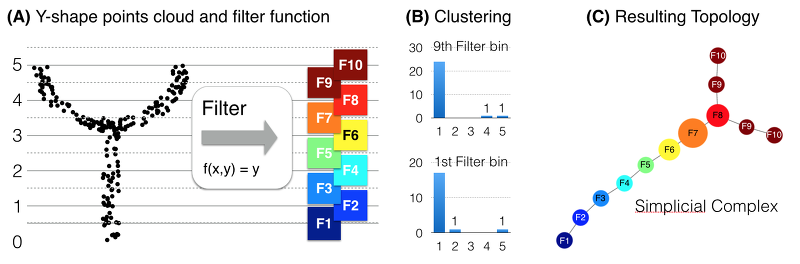 (A) Y-shape points cloud and filter function
5
4
3
2
1
0
Filter
f(x,y) = y
F10
F9
F8
F7
F6
F5
F4
F3
F2
F1
(B) Clustering
9th Filter bin
30
20
10
0
1 1
1 2 3 4 5
1st Filter bin
20
10
0
1 1
1 2 3 4 5
(C) Resulting Topology
F10
F9
F8
F9
F10
F7
F6
F5
F4
F3
F2
F1
Simplicial Complex